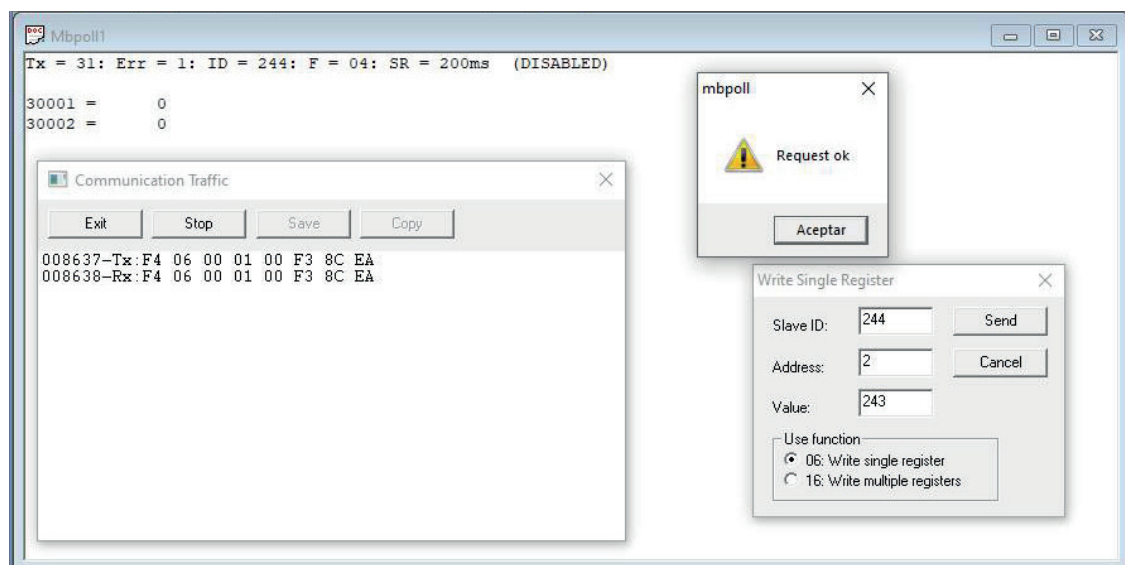 Mbpoll1
Tx = 31: Err = 1: ID = 244: F = 04: SR = 200ms (DISABLED)
30001 = 0
30002 = 0
mbpoll
Request ok
Aceptar
Communication Traffic
Exit Stop Save Copy
008637-Tx:F4 06 00 01 00 F3 8C EA
008638-Rx:F4 06 00 01 00 F3 8C EA
Write Single Register
Slave ID: 244 Send
Address: 2 Cancel
Value: 243
Use function
06: Write single register
16: Write multiple registers